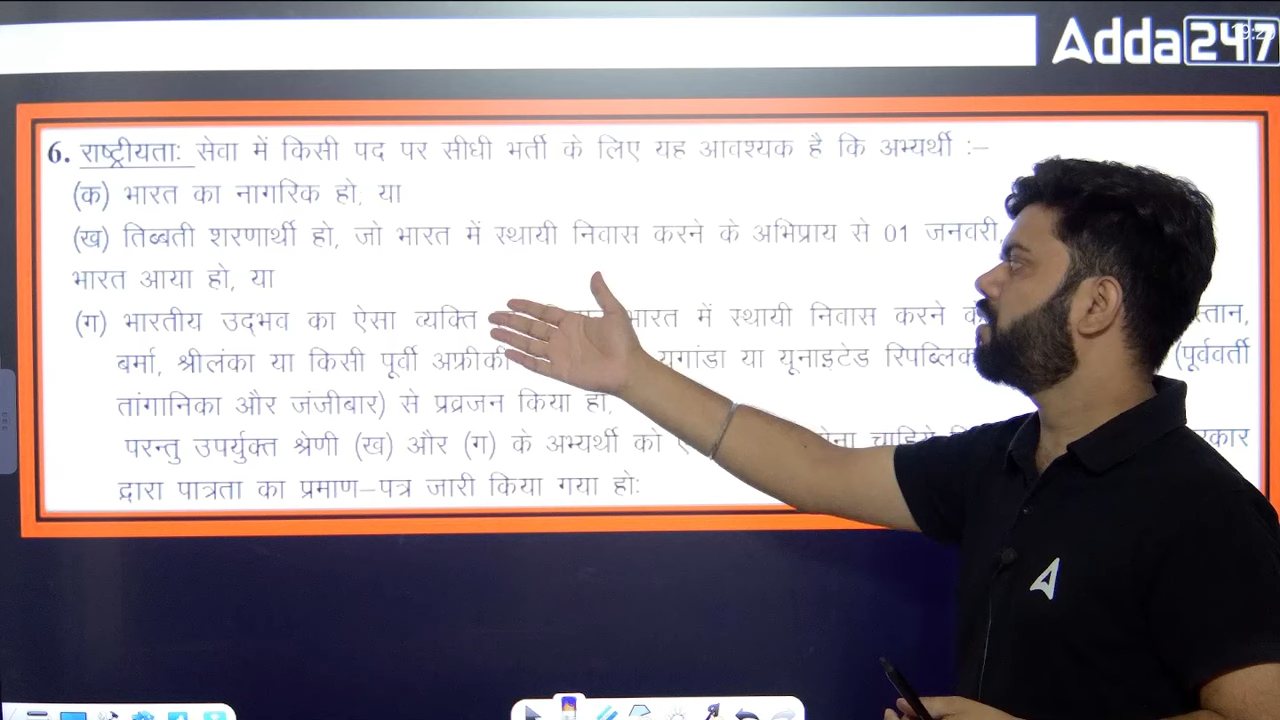 Adda247
19:29
6. राष्ट्रीयताः सेवा में किसी पद पर सीधी भर्ती के लिए यह आवश्यक है कि अभ्यर्थी :–
(क) भारत का नागरिक हो, या
(ख) तिब्बती शरणार्थी हो, जो भारत में स्थायी निवास करने के अभिप्राय से 01 जनवरी,
भारत आया हो, या
(ग) भारतीय उद्भव का ऐसा व्यक्ति भारत में स्थायी निवास करने
बर्मा, श्रीलंका या किसी पूर्वी अफ्रीकी युगांडा या यूनाइटेड रिपब्लिक (पूर्ववर्ती
तांगानिका और जंजीबार) से प्रव्रजन किया हो,
परन्तु उपर्युक्त श्रेणी (ख) और (ग) के अभ्यर्थी को
द्वारा पात्रता का प्रमाण–पत्र जारी किया गया हो: